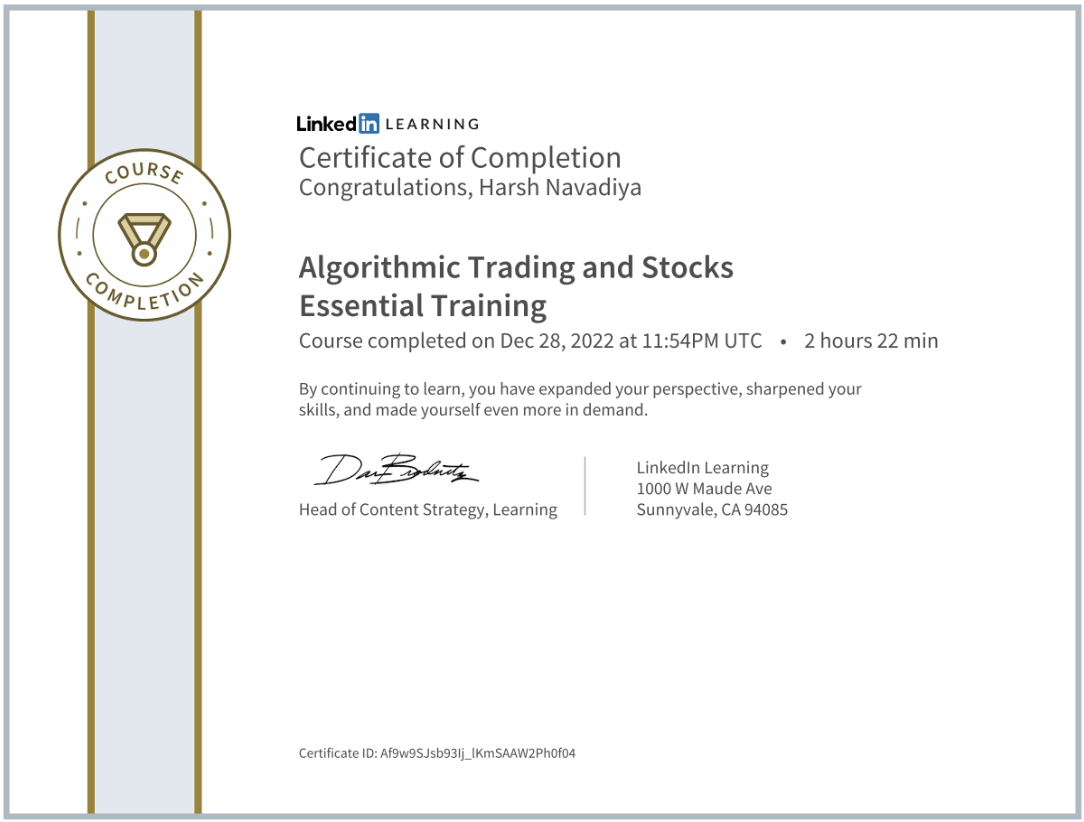 COURSE
COMPLETION
Linkedin LEARNING
Certificate of Completion
Congratulations, Harsh Navadiya
Algorithmic Trading and Stocks
Essential Training
Course completed on Dec 28, 2022 at 11:54PM UTC • 2 hours 22 min
By continuing to learn, you have expanded your perspective, sharpened your
skills, and made yourself even more in demand.
Dan Brodnitz
Head of Content Strategy, Learning
LinkedIn Learning
1000 W Maude Ave
Sunnyvale, CA 94085
Certificate ID: Af9w9SJsb93Ij_lKmSAAW2Ph0f04